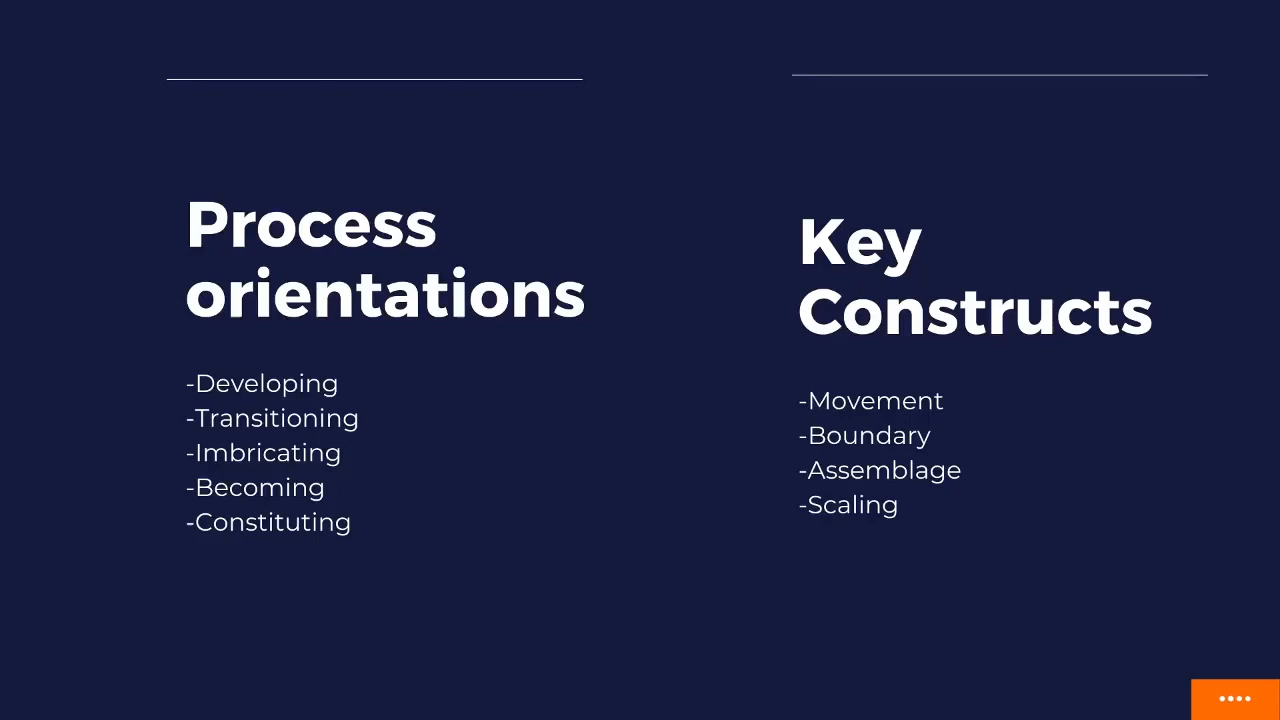 Process
orientations
-Developing
-Transitioning
-Imbricating
-Becoming
-Constituting
Key
Constructs
-Movement
-Boundary
-Assemblage
-Scaling